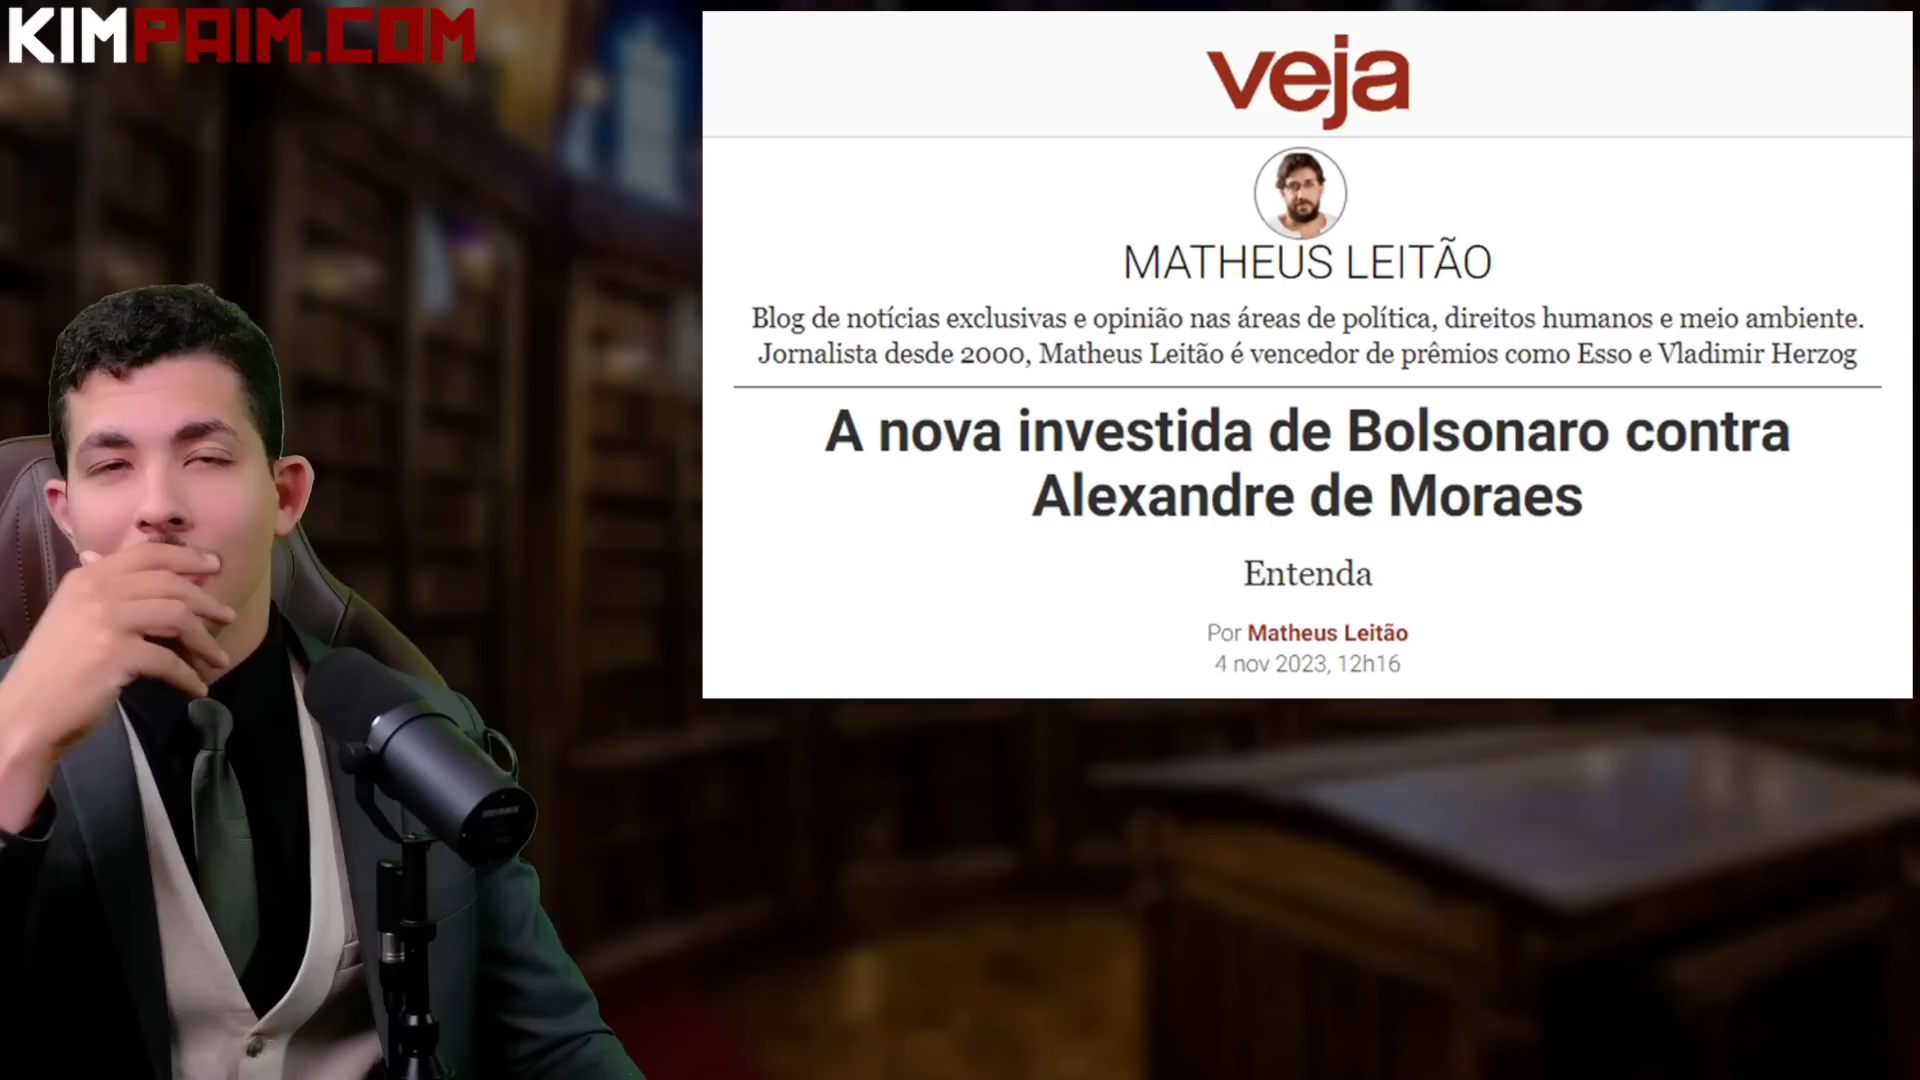 KIMPAIM.COM
veja
MATHEUS LEITÃO
Blog de notícias exclusivas e opinião nas áreas de política, direitos humanos e meio ambiente.
Jornalista desde 2000, Matheus Leitão é vencedor de prêmios como Esso e Vladimir Herzog
A nova investida de Bolsonaro contra
Alexandre de Moraes
Entenda
Por Matheus Leitão
4 nov 2023, 12h16